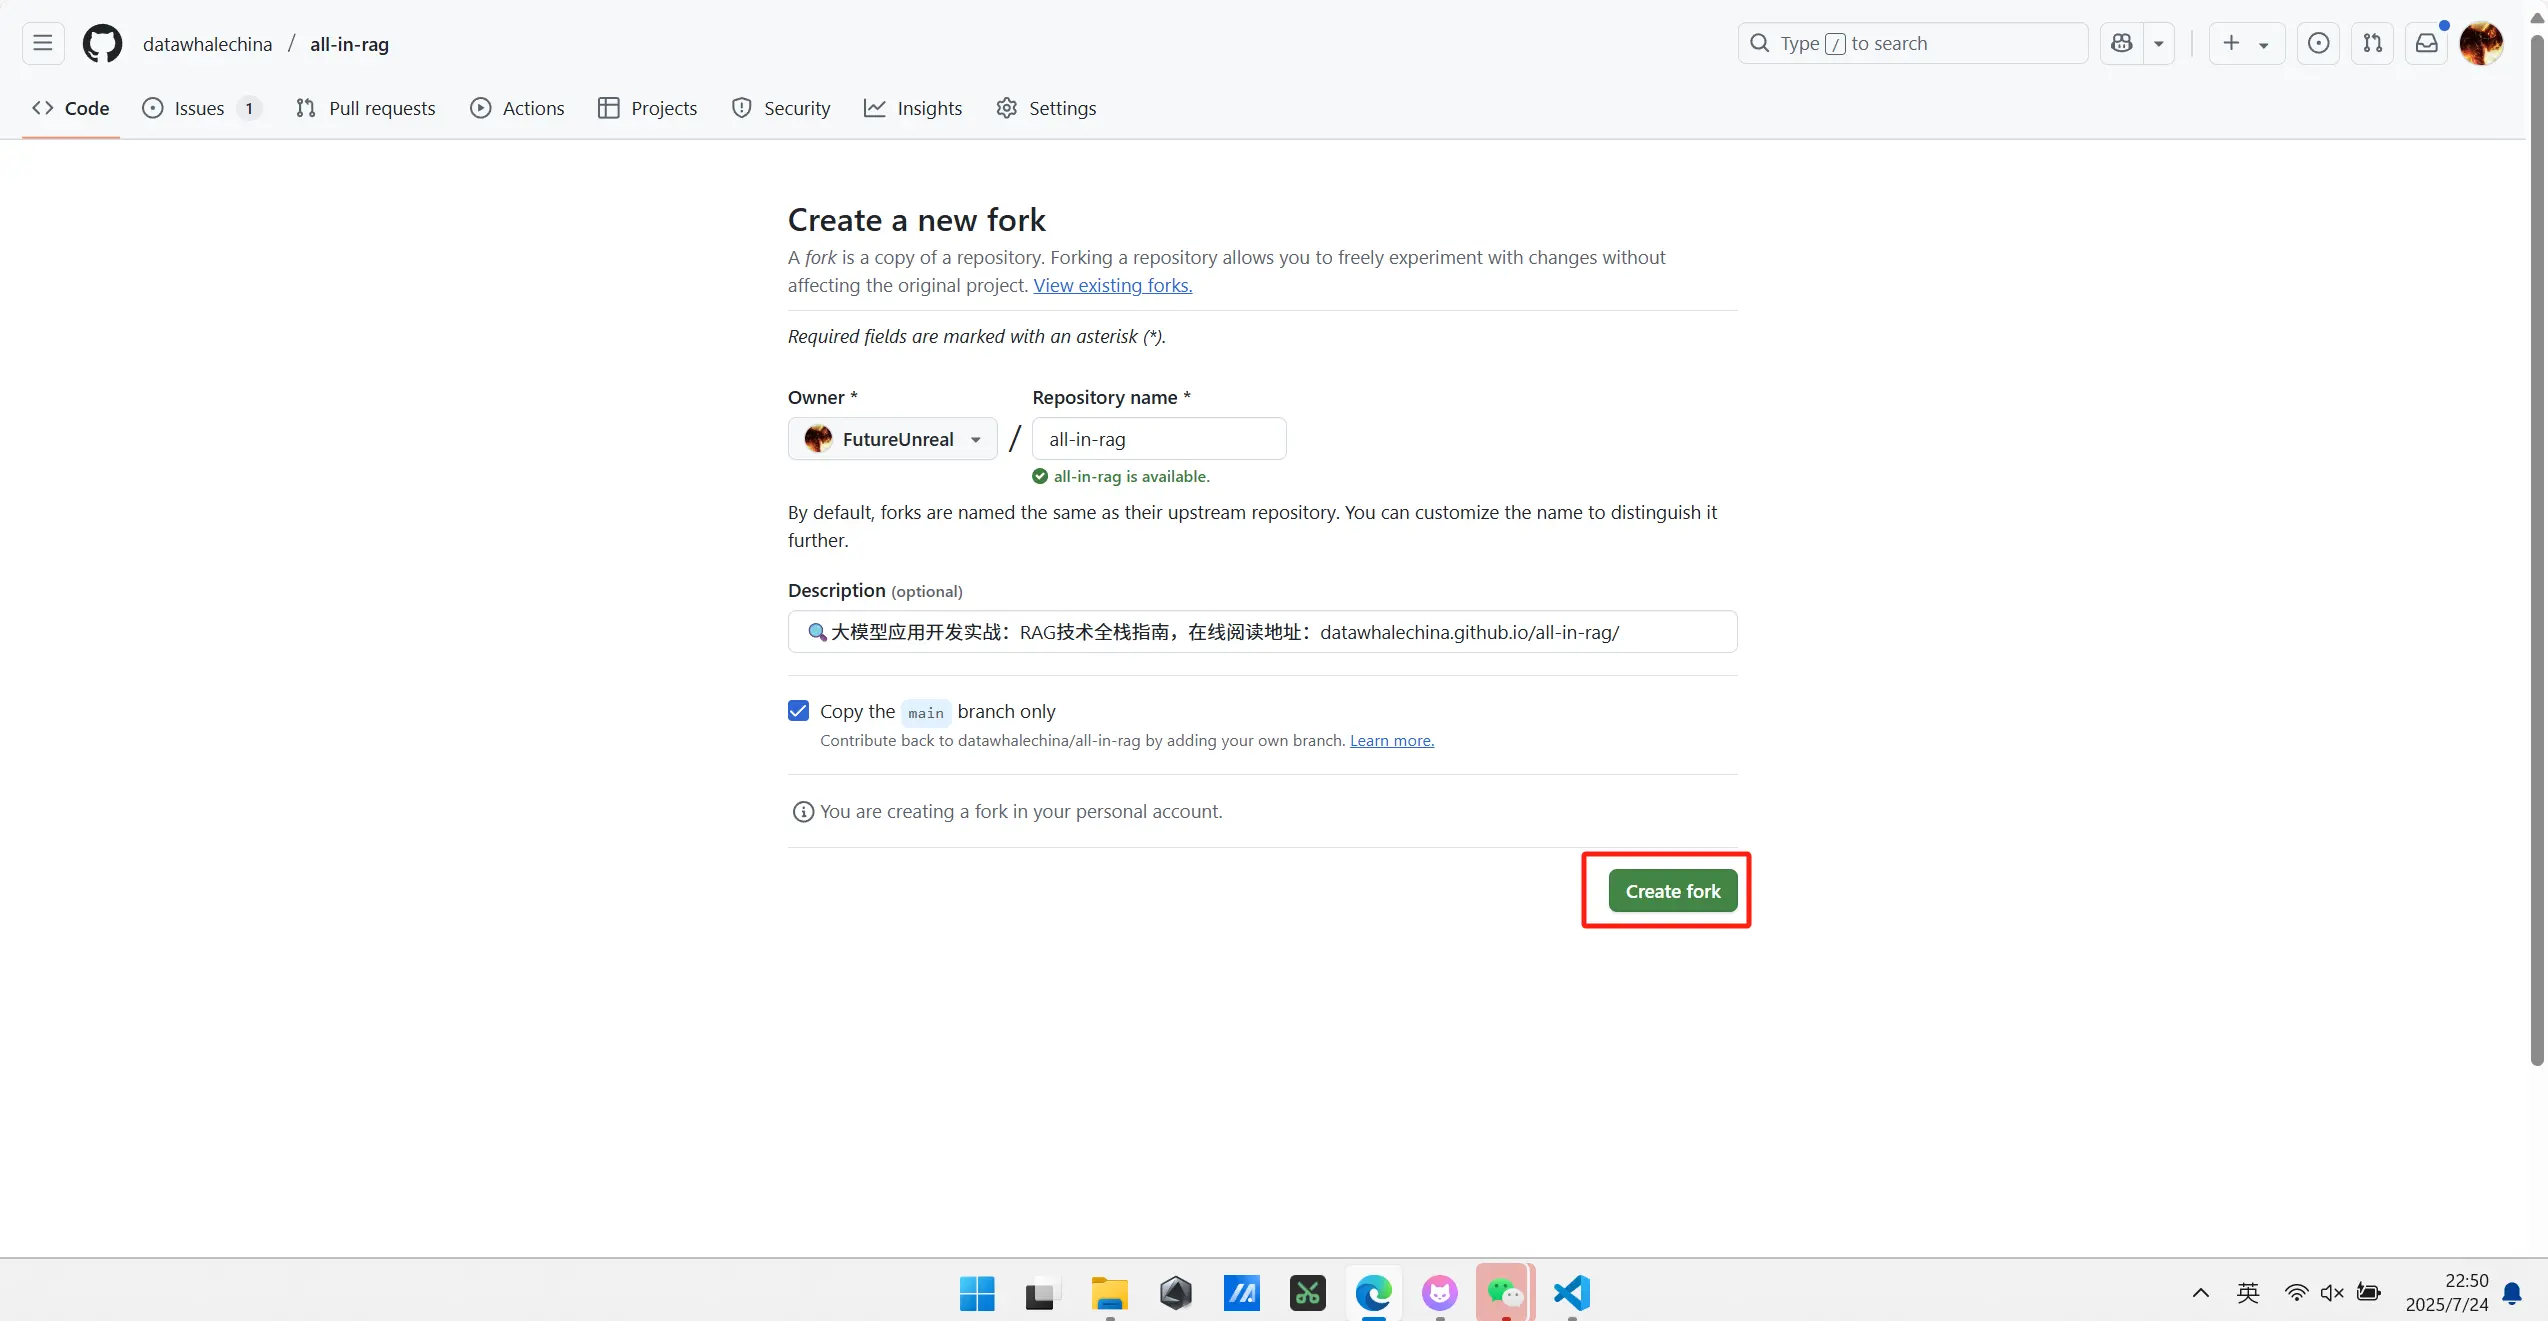 datawhalechina / all-in-rag
Type / to search
Code
Issues 1
Pull requests
Actions
Projects
Security
Insights
Settings
Create a new fork
A fork is a copy of a repository. Forking a repository allows you to freely experiment with changes without
affecting the original project. View existing forks.
Required fields are marked with an asterisk (*).
Owner *
Repository name *
FutureUnreal
/
all-in-rag
all-in-rag is available.
By default, forks are named the same as their upstream repository. You can customize the name to distinguish it
further.
Description (optional)
🔍大模型应用开发实战：RAG技术全栈指南，在线阅读地址：datawhalechina.github.io/all-in-rag/
Copy the main branch only
Contribute back to datawhalechina/all-in-rag by adding your own branch. Learn more.
You are creating a fork in your personal account.
Create fork
英
22:50
2025/7/24